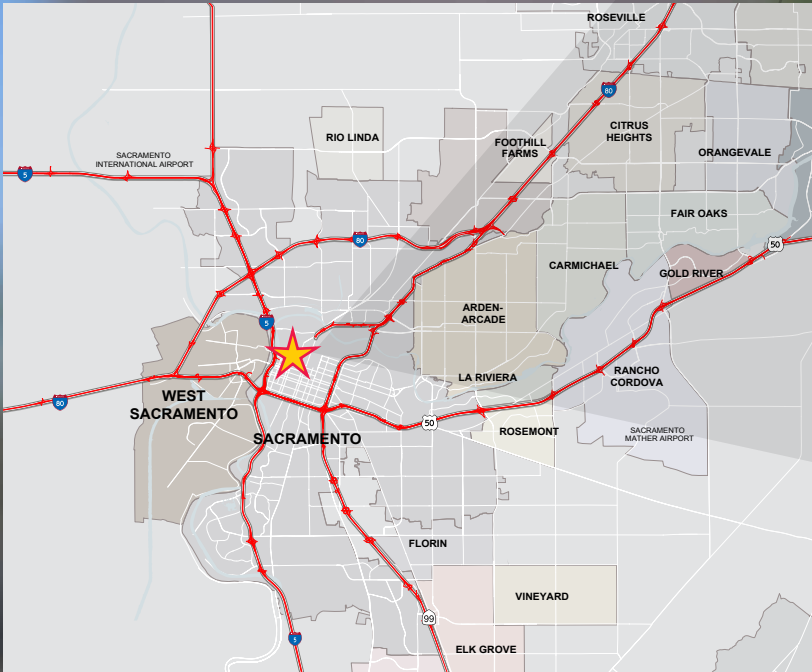 ROSEVILLE
80
RIO LINDA
CITRUS
HEIGHTS
FOOTHILL
FARMS
ORANGEVALE
SACRAMENTO
INTERNATIONAL AIRPORT
5
FAIR OAKS
80
50
CARMICHAEL
GOLD RIVER
ARDEN-
ARCADE
5
LA RIVIERA
RANCHO
CORDOVA
WEST
SACRAMENTO
80
50
ROSEMONT
SACRAMENTO
MATHER AIRPORT
SACRAMENTO
FLORIN
VINEYARD
99
5
ELK GROVE